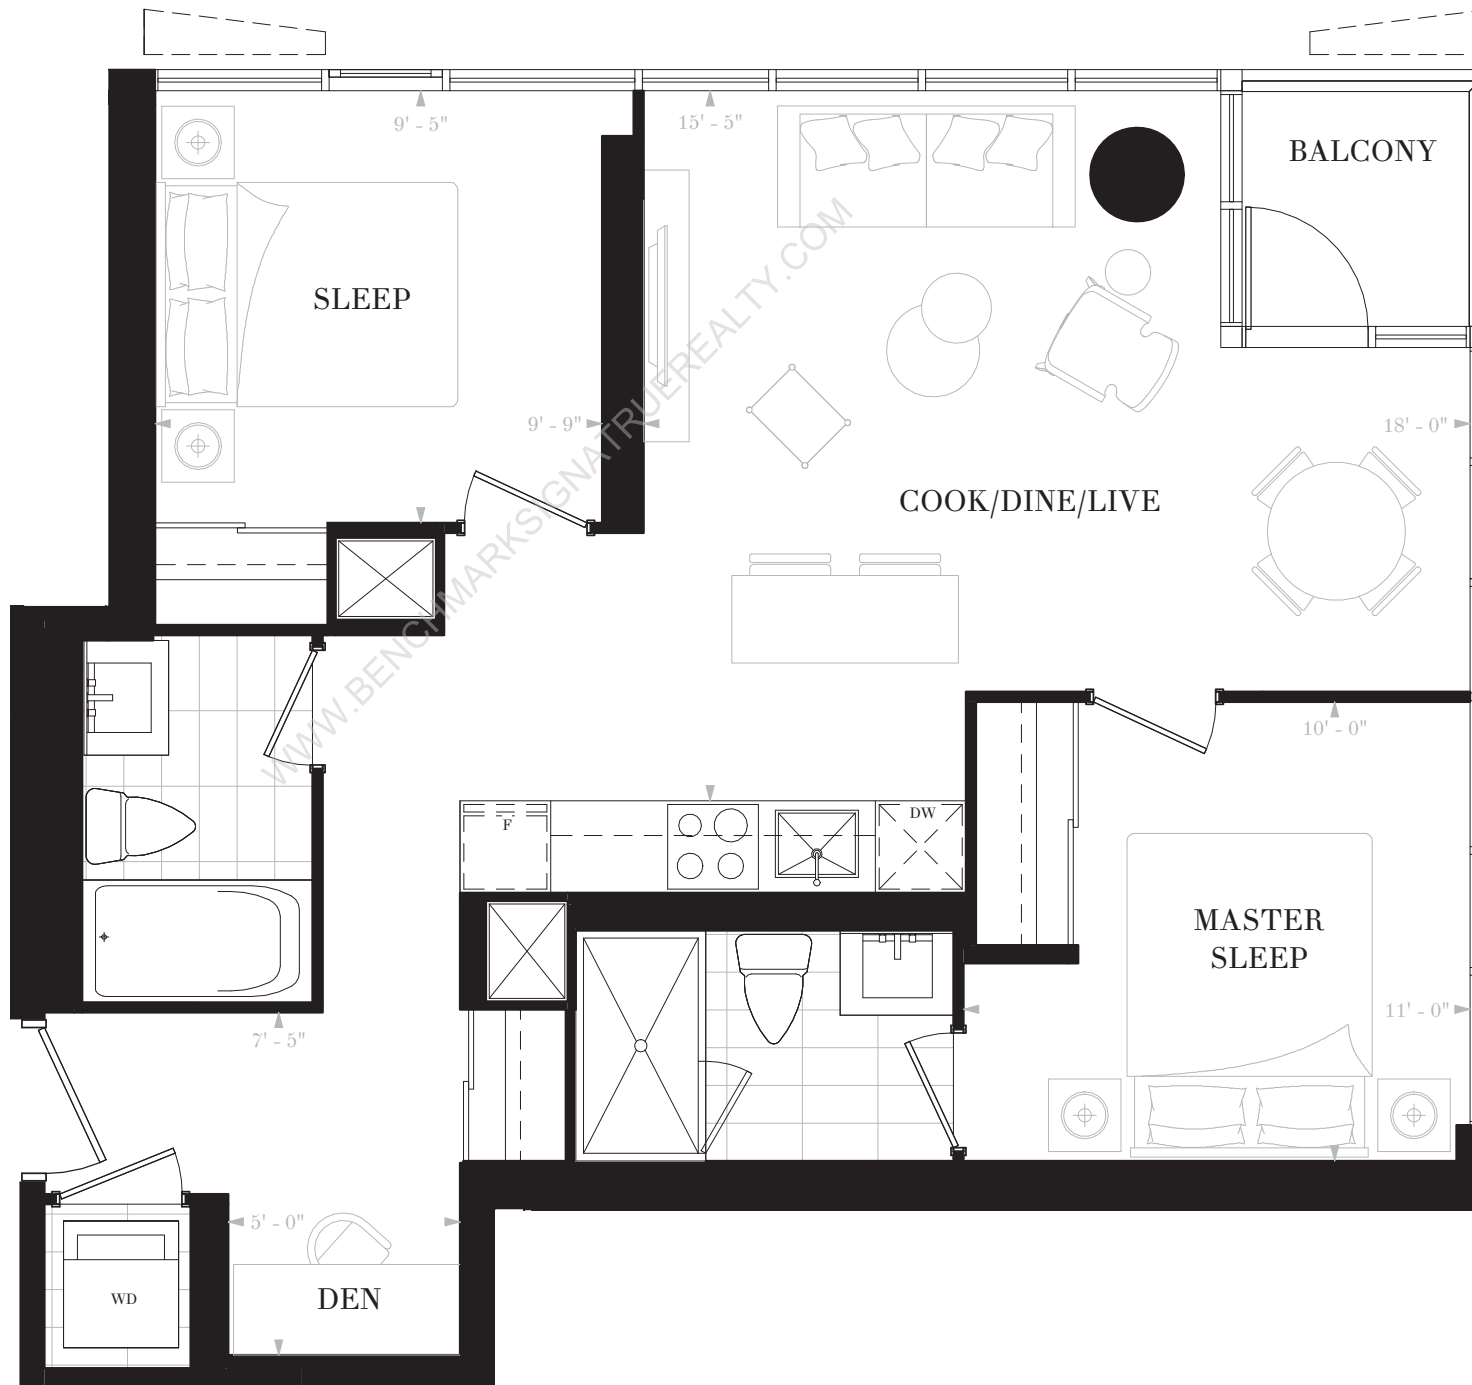 9' - 5"
15' - 5"
BALCONY
SLEEP
9' - 9"
18' - 0"
COOK/DINE/LIVE
WWW.BENCHMARKSIGNATRUEREALTY.COM
10' - 0"
F
DW
MASTER
SLEEP
11' - 0"
7' - 5"
5' - 0"
WD
DEN